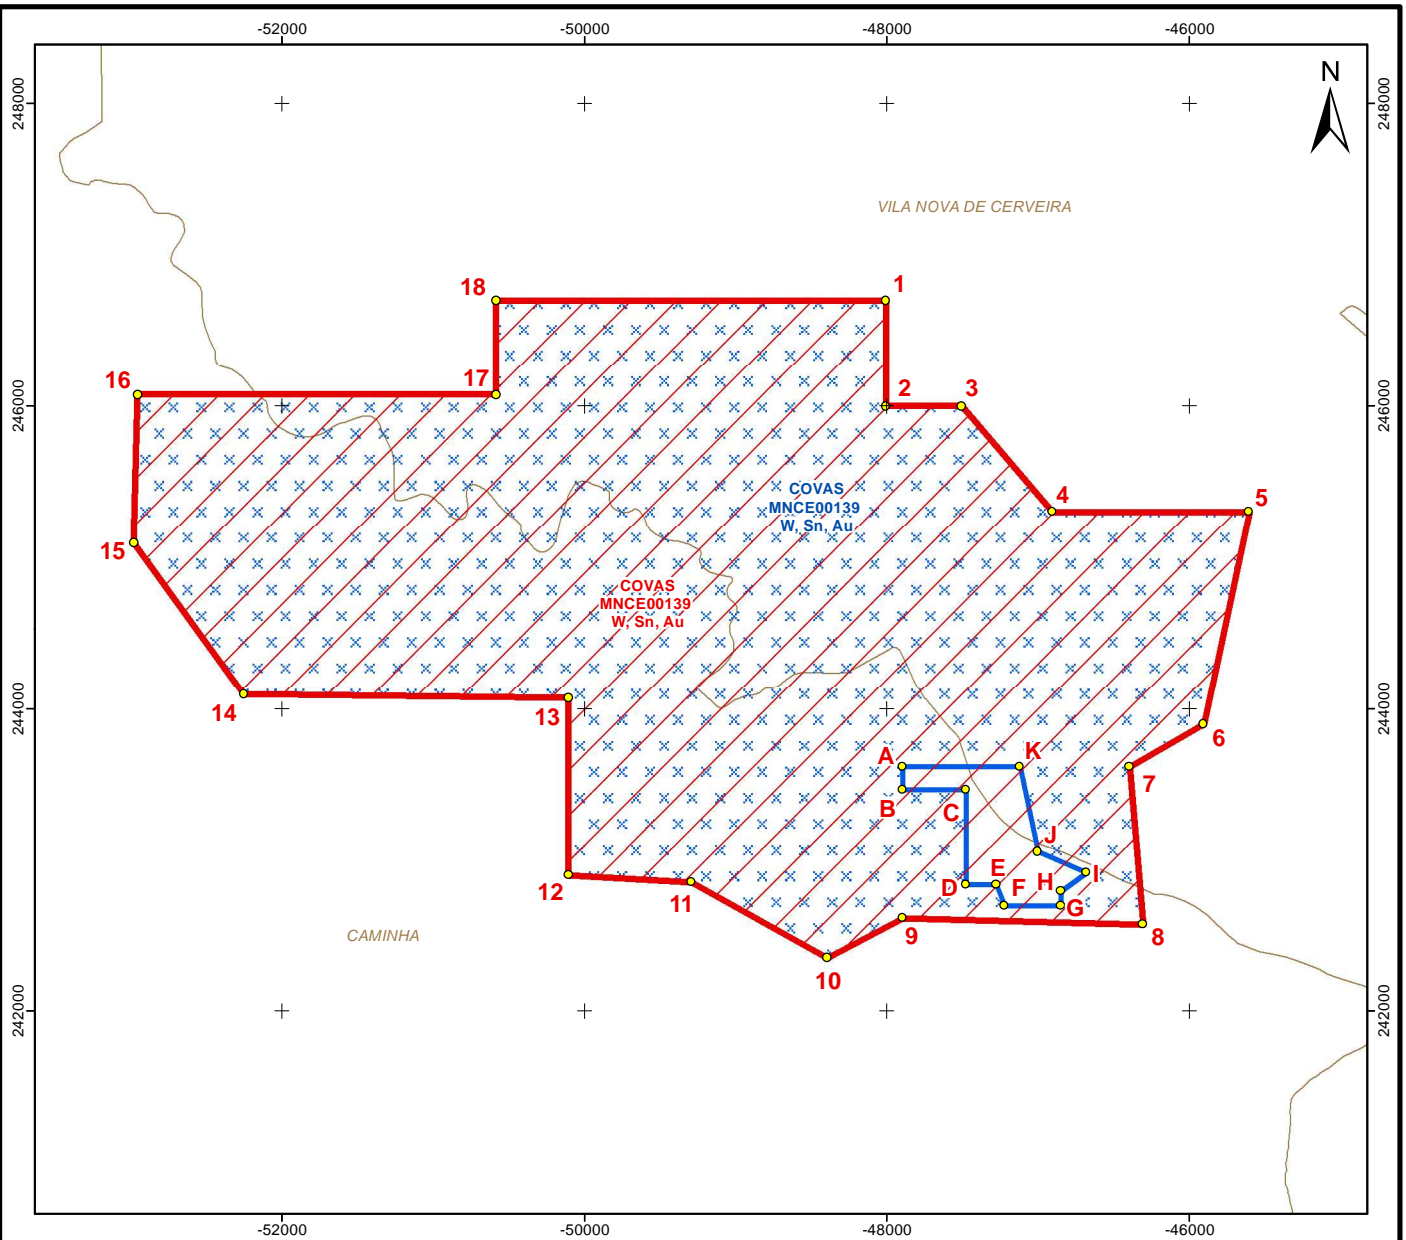 -52000 -50000 -48000 -46000
248000 248000
N
VILA NOVA DE CERVEIRA
18 1
16 17 2 3
246000 246000
COVAS
MNCE00139
W, Sn, Au
4 5
15
COVAS
MNCE00139
W, Sn, Au
14 13
244000 244000
6
A K 7
B C
J
D E F H I
G
12 11
9 8
CAMINHA
10
242000 242000
-52000 -50000 -48000 -46000